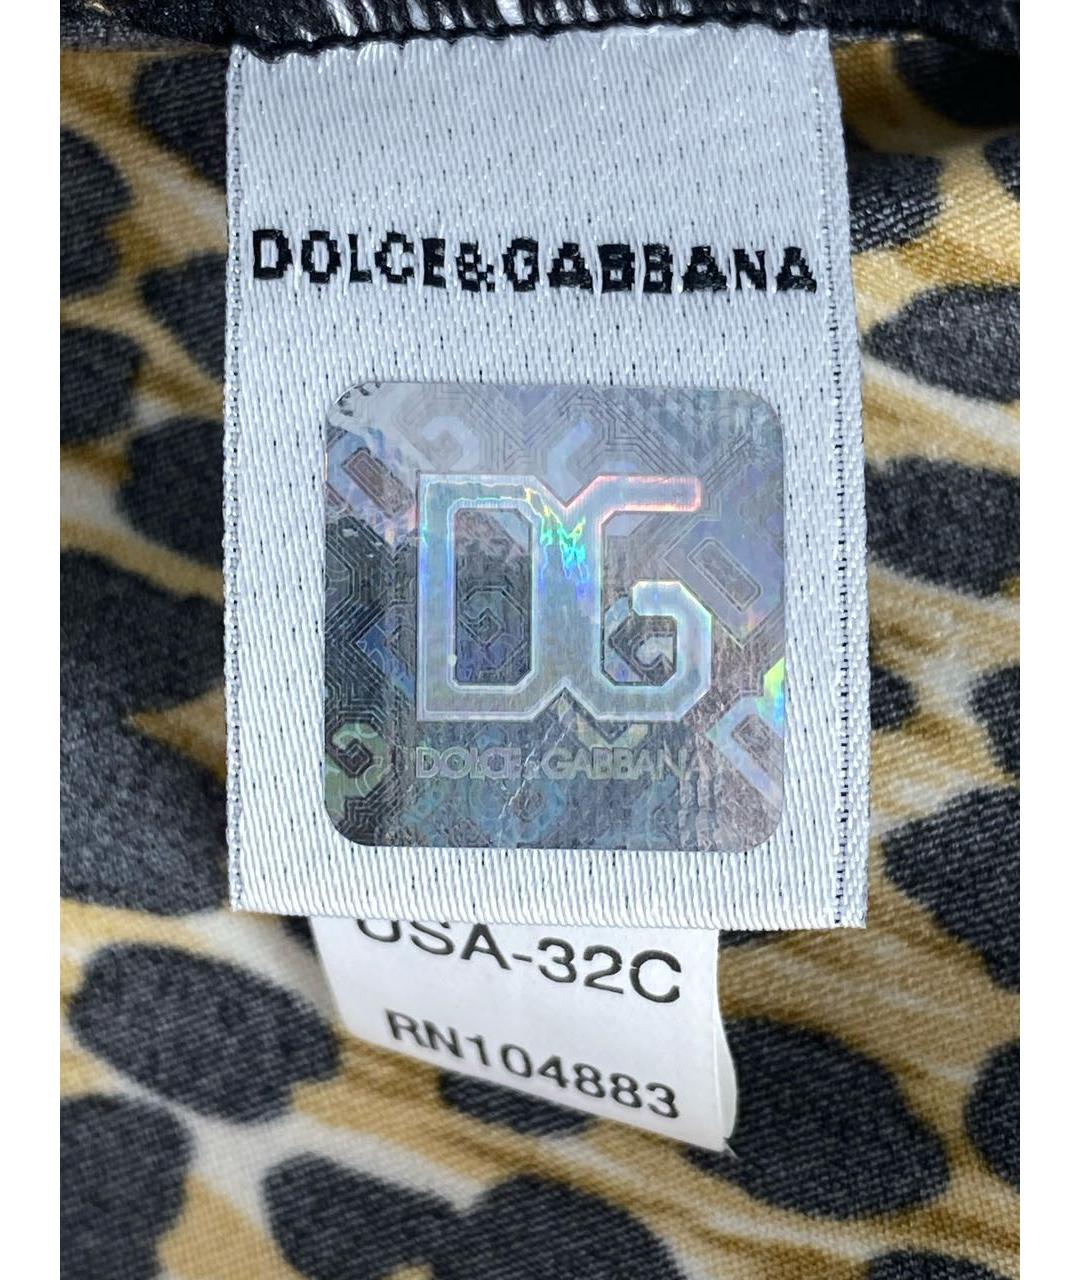 DOLCE&GABBANA
DG
DOLCE&GABBANA
USA-32C
RN104883